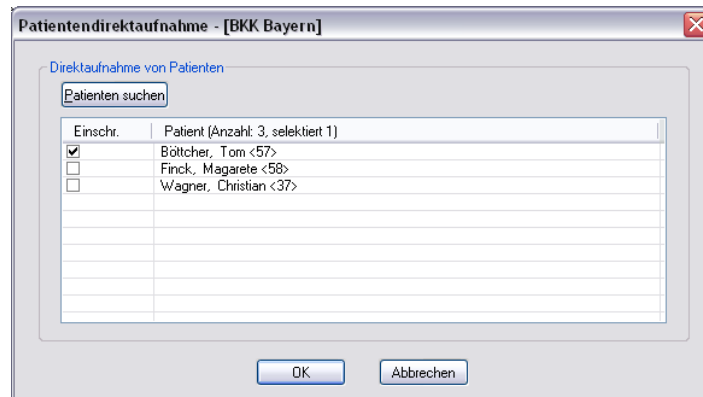 Patientendirektaufnahme - [BKK Bayern]
Direktaufnahme von Patienten
Patienten suchen
Einschr. Patient (Anzahl: 3, selektiert 1)
Böttcher, Tom <57>
Finck, Magarete <58>
Wagner, Christian <37>
OK Abbrechen